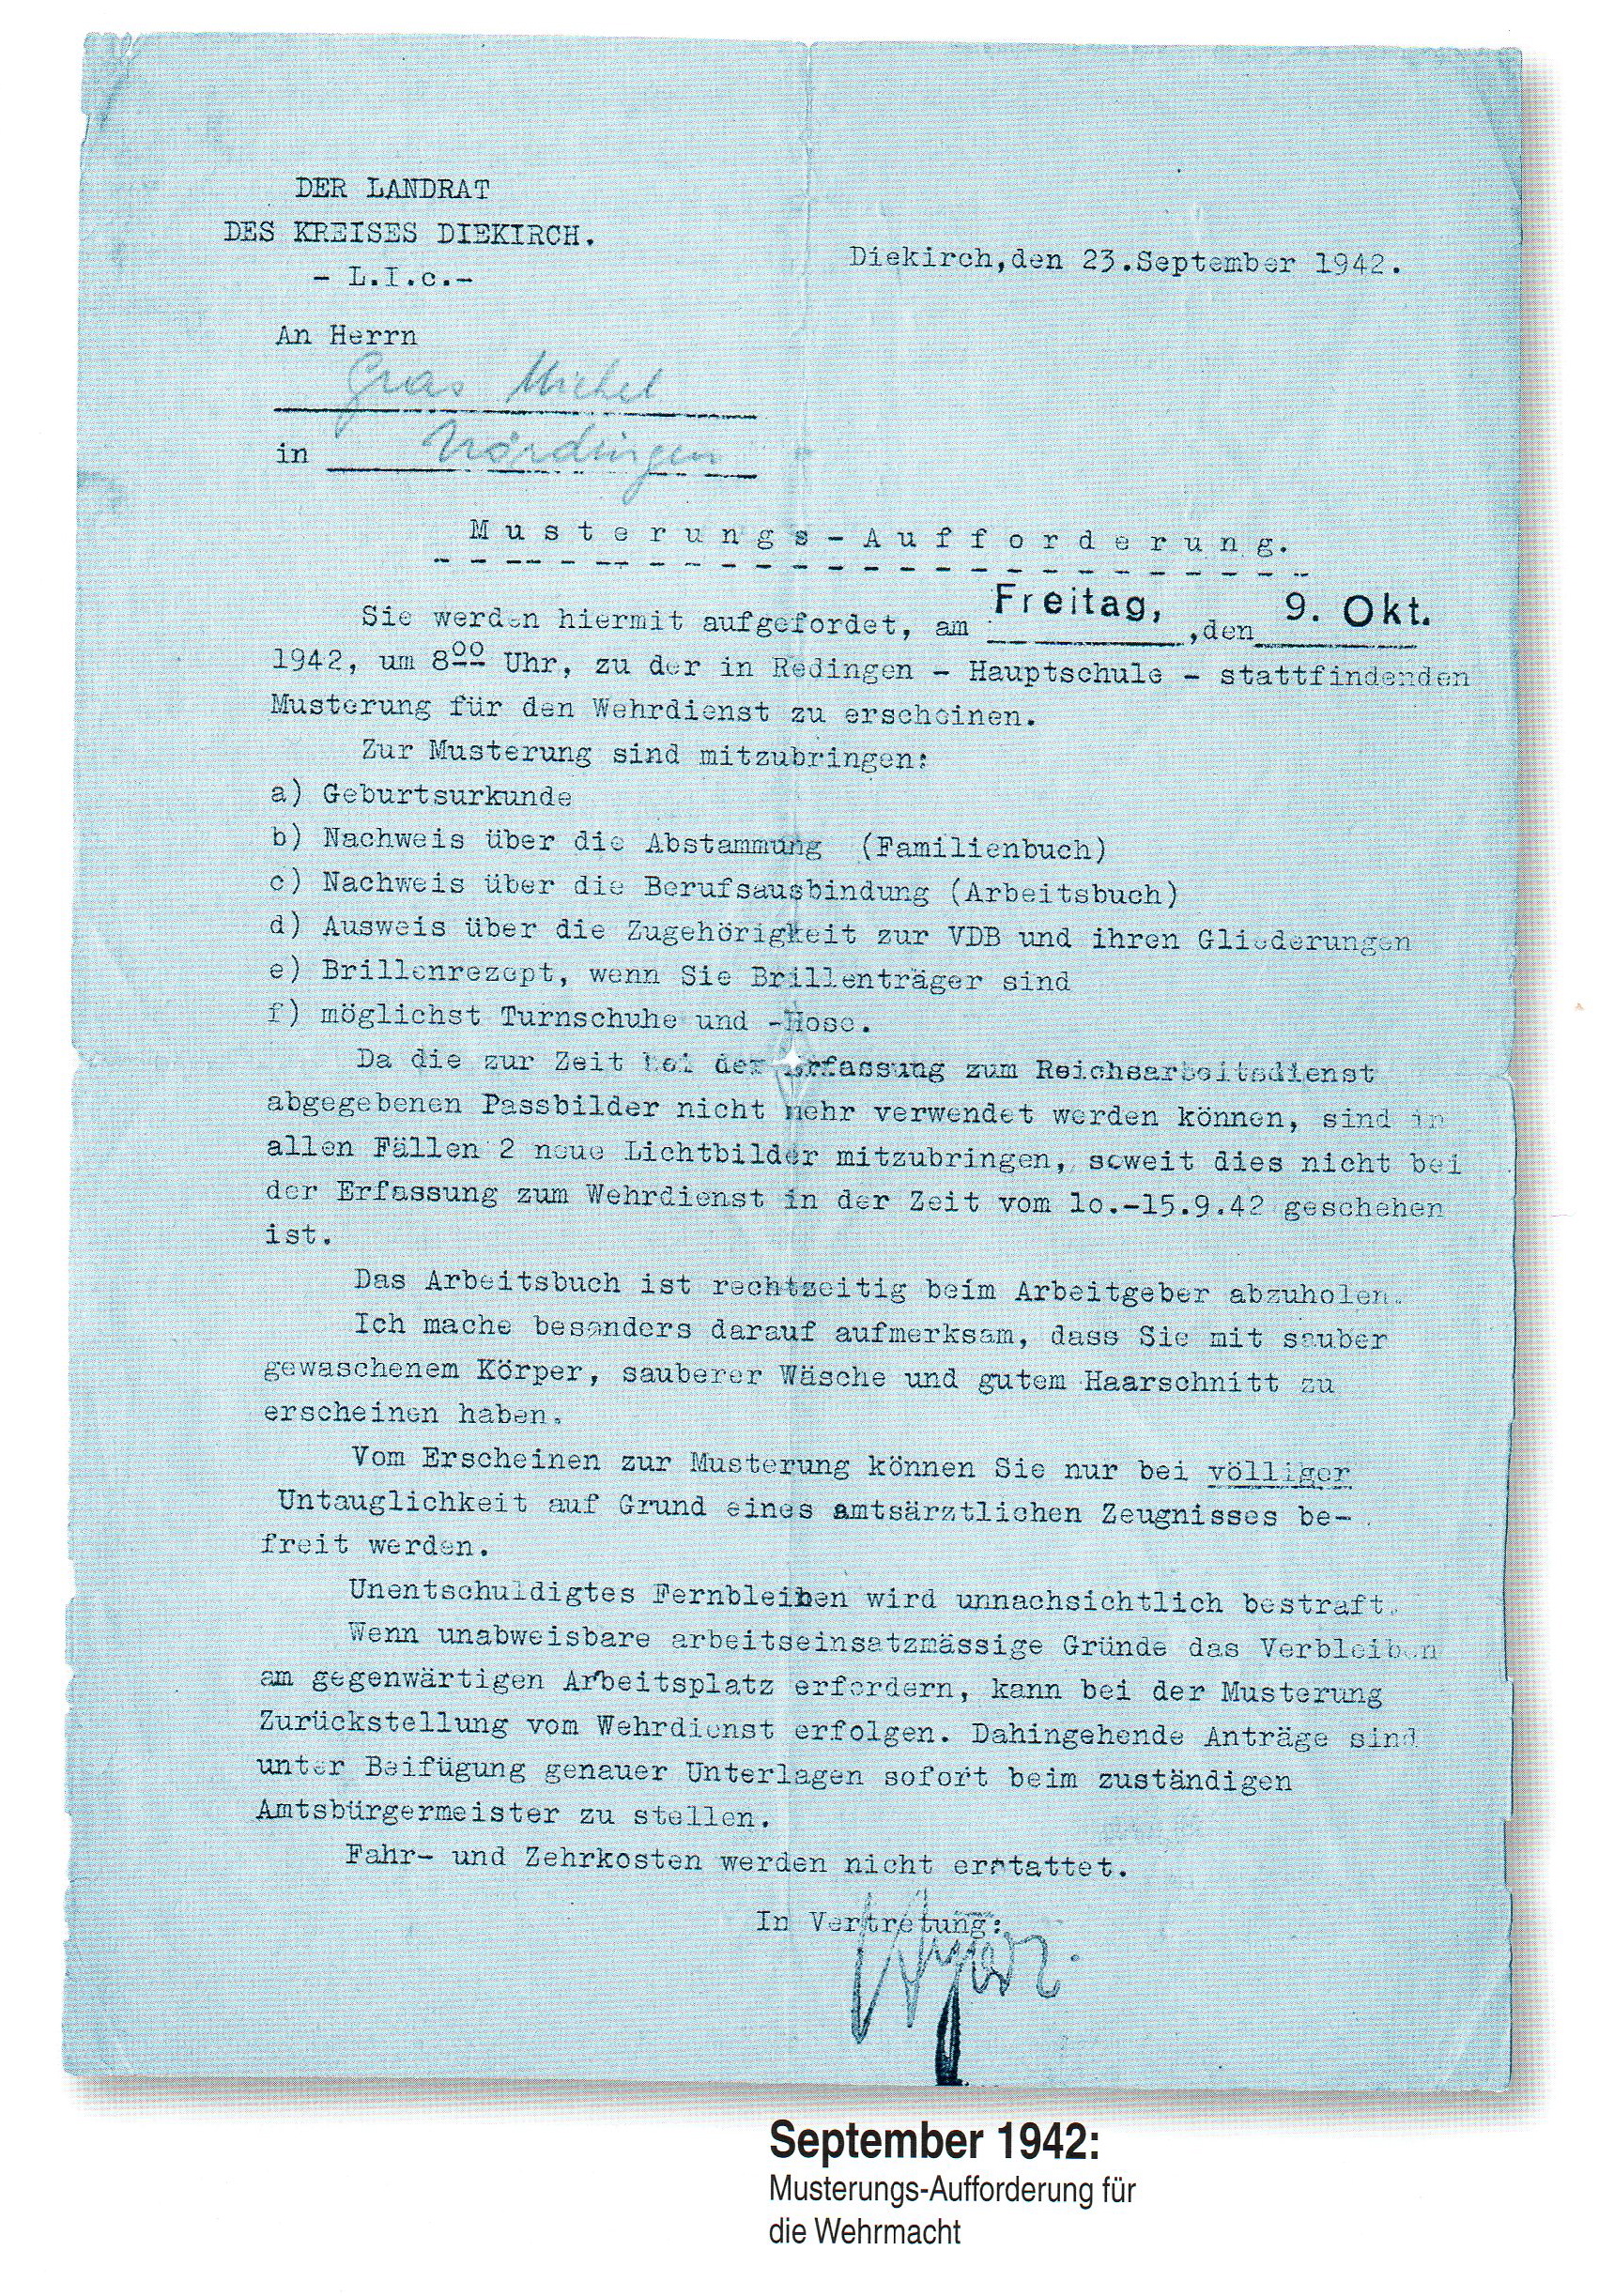 DER LANDRAT
DES KREISES DIEKIRCH.
- L.I.c.-
Diekirch,den 23.September 1942.
An Herrn
Gras Michel
in Nördingen
Musterungs-Aufforderung.
Sie werden hiermit aufgefordet, am Freitag, ,den 9. Okt.
1942, um 8⁰⁰ Uhr, zu der in Redingen - Hauptschule - stattfindenden
Musterung für den Wehrdienst zu erscheinen.
Zur Musterung sind mitzubringen:
a) Geburtsurkunde
b) Nachweis über die Abstammung (Familienbuch)
c) Nachweis über die Berufsausbindung (Arbeitsbuch)
d) Ausweis über die Zugehörigkeit zur VDB und ihren Gliederungen
e) Brillenrezept, wenn Sie Brillenträger sind
f) möglichst Turnschuhe und -Hose.
Da die zur Zeit bei der Erfassung zum Reichsarbeitsdienst
abgegebenen Passbilder nicht mehr verwendet werden können, sind in
allen Fällen 2 neue Lichtbilder mitzubringen, soweit dies nicht bei
der Erfassung zum Wehrdienst in der Zeit vom 1o.-15.9.42 geschehen
ist.
Das Arbeitsbuch ist rechtzeitig beim Arbeitgeber abzuholen.
Ich mache besonders darauf aufmerksam, dass Sie mit sauber
gewaschenem Körper, sauberer Wäsche und gutem Haarschnitt zu
erscheinen haben.
Vom Erscheinen zur Musterung können Sie nur bei völliger
Untauglichkeit auf Grund eines amtsärztlichen Zeugnisses be-
freit werden.
Unentschuldigtes Fernbleiben wird unnachsichtlich bestraft.
Wenn unabweisbare arbeitseinsatzmässige Gründe das Verbleiben
am gegenwärtigen Arbeitsplatz erfordern, kann bei der Musterung
Zurückstellung vom Wehrdienst erfolgen. Dahingehende Anträge sind
unter Beifügung genauer Unterlagen sofort beim zuständigen
Amtsbürgermeister zu stellen.
Fahr- und Zehrkosten werden nicht erstattet.
In Vertretung:
September 1942:
Musterungs-Aufforderung für
die Wehrmacht